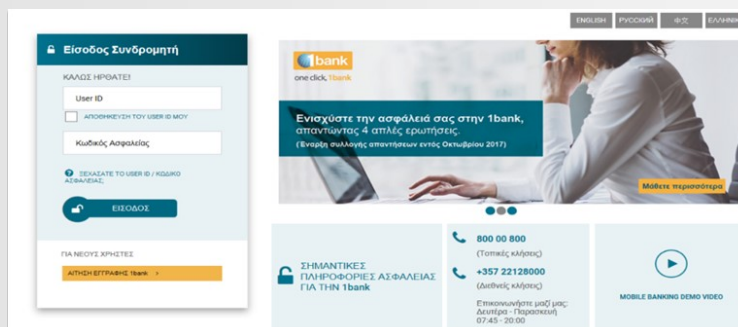 ENGLISH РУССКИЙ 中文 ΕΛΛΗΝΙΚ
Είσοδος Συνδρομητή
ΚΑΛΩΣ ΗΡΘΑΤΕ!
User ID
ΑΠΟΘΗΚΕΥΣΗ ΤΟΥ USER ID ΜΟΥ
Κωδικός Ασφαλείας
ΞΕΧΑΣΑΤΕ ΤΟ USER ID / ΚΩΔΙΚΟ
ΑΣΦΑΛΕΙΑΣ;
ΕΙΣΟΔΟΣ
ΓΙΑ ΝΕΟΥΣ ΧΡΗΣΤΕΣ
ΑΙΤΗΣΗ ΕΓΓΡΑΦΗΣ 1bank >
1bank
one click, 1bank
Ενισχύστε την ασφάλειά σας στην 1bank,
απαντώντας 4 απλές ερωτήσεις.
(Έναρξη συλλογής απαντήσεων εντός Οκτωβρίου 2017)
Μάθετε περισσότερα
ΣΗΜΑΝΤΙΚΕΣ
ΠΛΗΡΟΦΟΡΙΕΣ ΑΣΦΑΛΕΙΑΣ
ΓΙΑ ΤΗΝ 1bank
800 00 800
(Τοπικές κλήσεις)
+357 22128000
(Διεθνείς κλήσεις)
Επικοινωνήστε μαζί μας:
Δευτέρα - Παρασκευή
07:45 - 20:00
MOBILE BANKING DEMO VIDEO